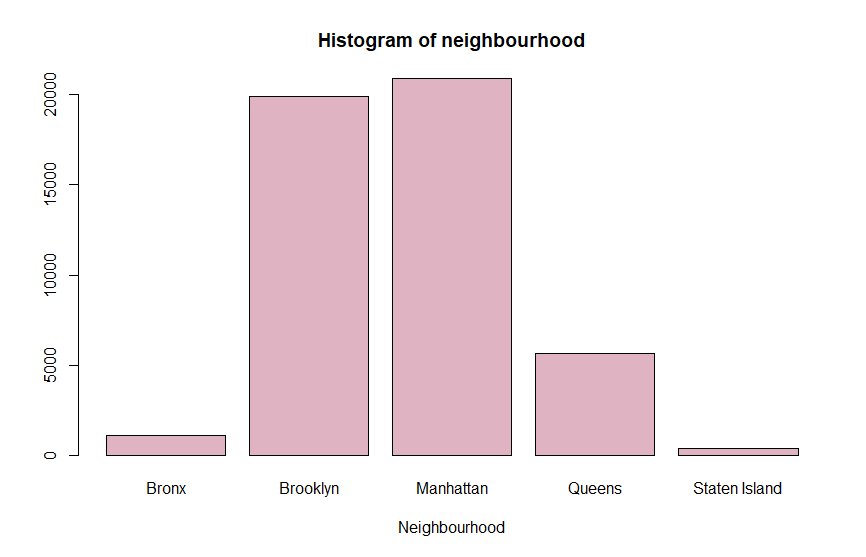 Histogram of neighbourhood
20000
15000
10000
5000
0
Bronx Brooklyn Manhattan Queens Staten Island
Neighbourhood